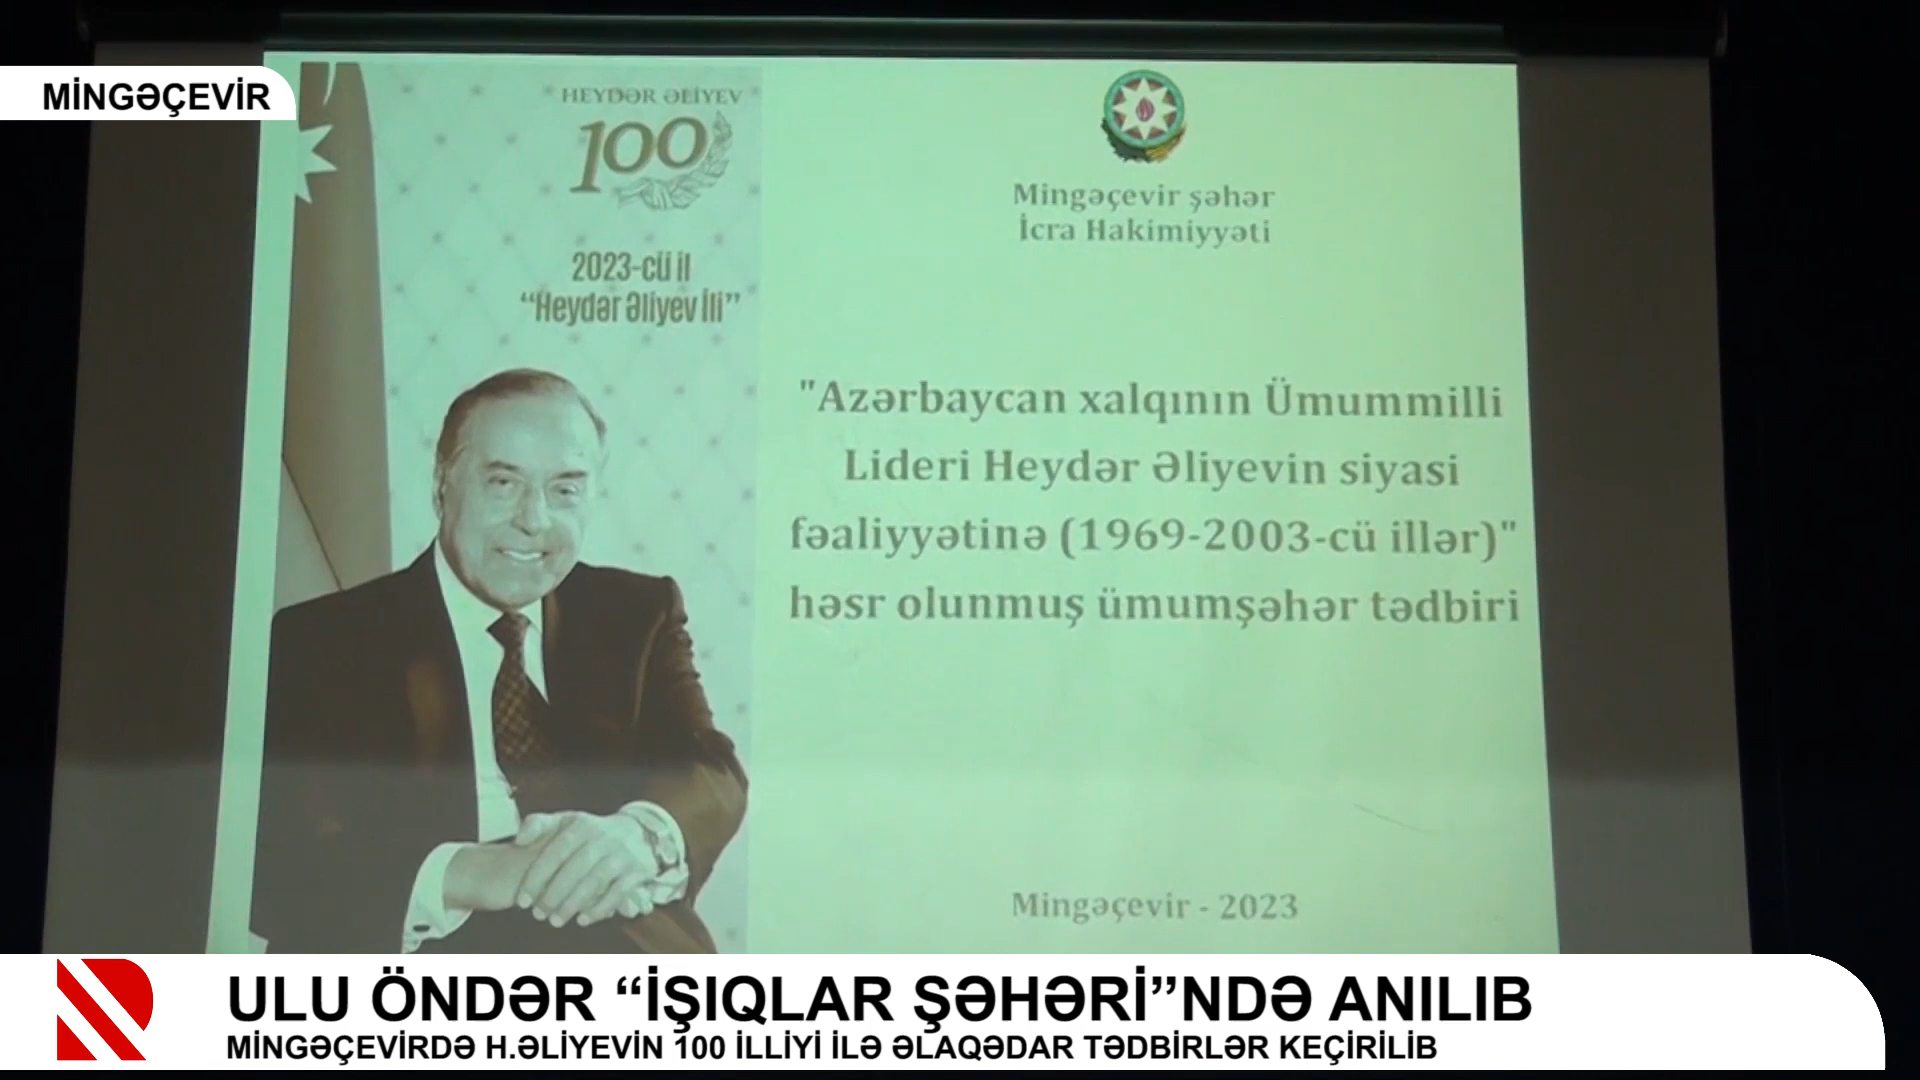 MİNGƏÇEVİR
HEYDƏR ƏLİYEV
100
2023-cü il
“Heydər Əliyev İli”
Mingəçevir şəhər
İcra Hakimiyyəti
"Azərbaycan xalqının Ümummilli
Lideri Heydər Əliyevin siyasi
fəaliyyətinə (1969-2003-cü illər)"
həsr olunmuş ümumşəhər tədbiri
Mingəçevir - 2023
ULU ÖNDƏR “İŞIQLAR ŞƏHƏRİ”NDƏ ANILIB
MİNGƏÇEVİRDƏ H.ƏLİYEVİN 100 İLLİYİ İLƏ ƏLAQƏDAR TƏDBİRLƏR KEÇİRİLİB